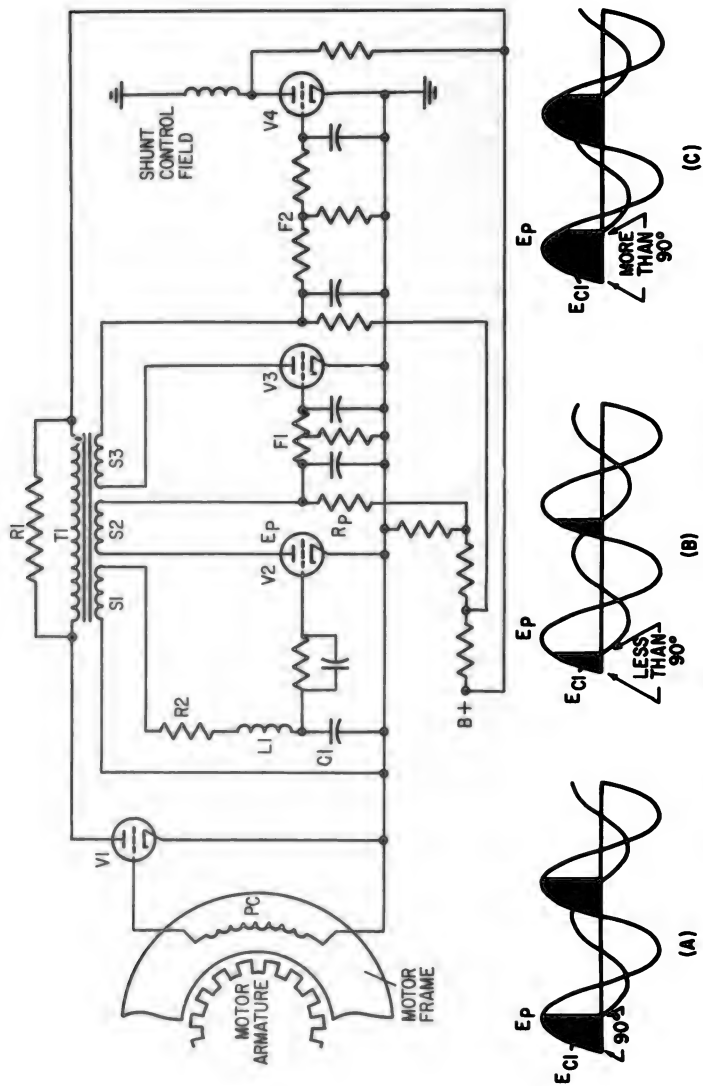 R1
T1
S1
S2
S3
SHUNT
CONTROL
FIELD
V1
V2
EP
V3
V4
F1
F2
R2
L1
C1
RP
B+
PC
MOTOR
ARMATURE
MOTOR
FRAME
EP
EC1
90°
(A)
EP
EC1
LESS
THAN
90°
(B)
EP
EC1
MORE
THAN
90°
(C)